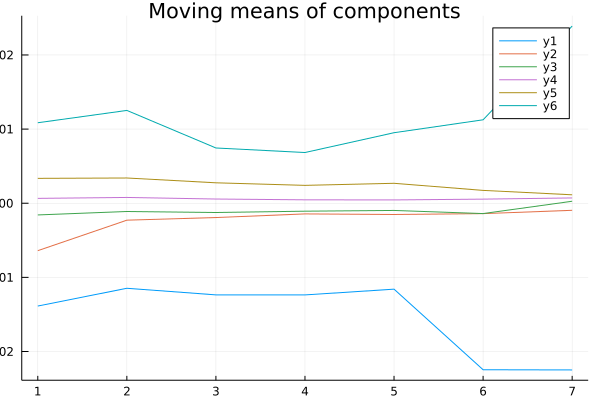 Moving means of components
y1
y2
y3
y4
y5
y6
02
01
00
01
02
1 2 3 4 5 6 7